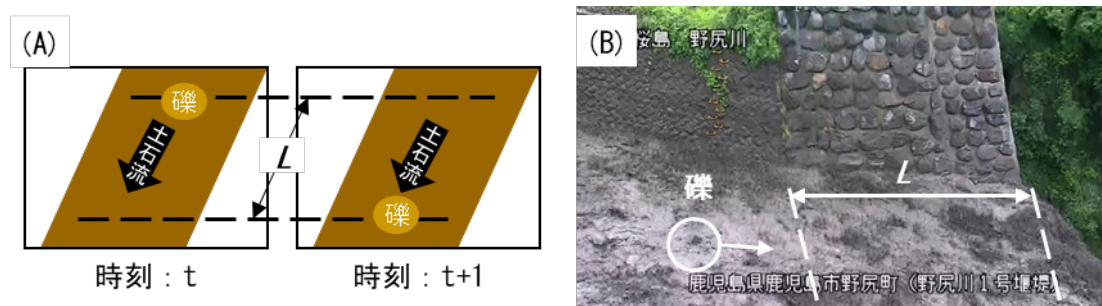 (A)
礫
土石流
L
礫
土石流
時刻:t
時刻:t+1
(B)
桜島 野尻川
L
礫
鹿児島県鹿児島市野尻町(野尻川1号堰堤)